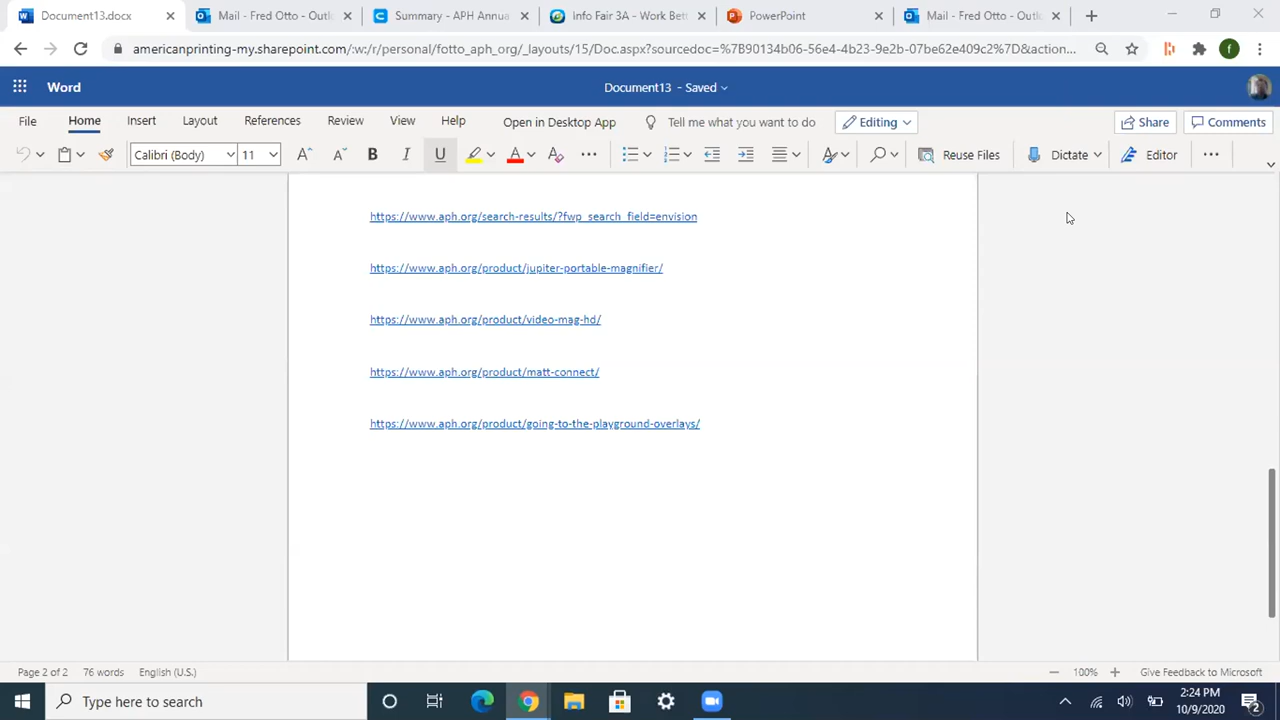 Document13.docx
Mail - Fred Otto - Outlo
Summary - APH Annua
Info Fair 3A – Work Bett
PowerPoint
Mail - Fred Otto - Outlo
americanprinting-my.sharepoint.com/:w:/r/personal/fotto_aph_org/_layouts/15/Doc.aspx?sourcedoc=%7B90134b06-56e4-4b23-9e2b-07be62e409c2%7D&action...
f
Word
Document13 - Saved
File Home Insert Layout References Review View Help Open in Desktop App Tell me what you want to do Editing Share Comments
Calibri (Body) 11 A A B I U A A Reuse Files Dictate Editor
https://www.aph.org/search-results/?fwp_search_field=envision
https://www.aph.org/product/jupiter-portable-magnifier/
https://www.aph.org/product/video-mag-hd/
https://www.aph.org/product/matt-connect/
https://www.aph.org/product/going-to-the-playground-overlays/
Page 2 of 2 76 words English (U.S.) 100% Give Feedback to Microsoft
Type here to search
2:24 PM
10/9/2020
2